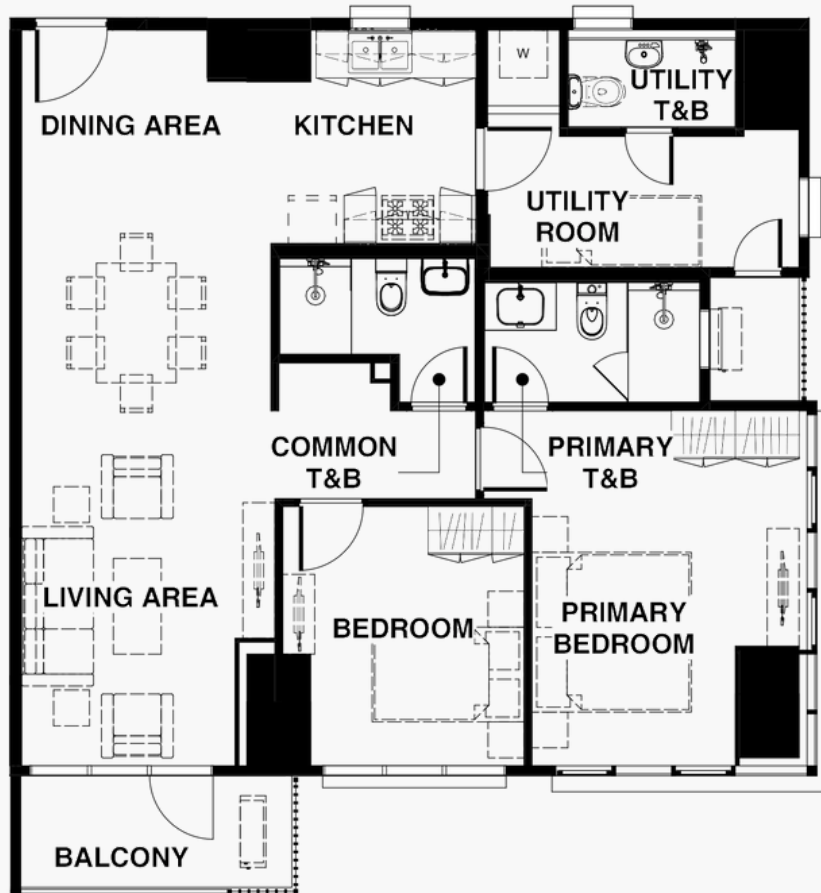 W
UTILITY
T&B
DINING AREA
KITCHEN
UTILITY
ROOM
COMMON
T&B
PRIMARY
T&B
LIVING AREA
BEDROOM
PRIMARY
BEDROOM
BALCONY